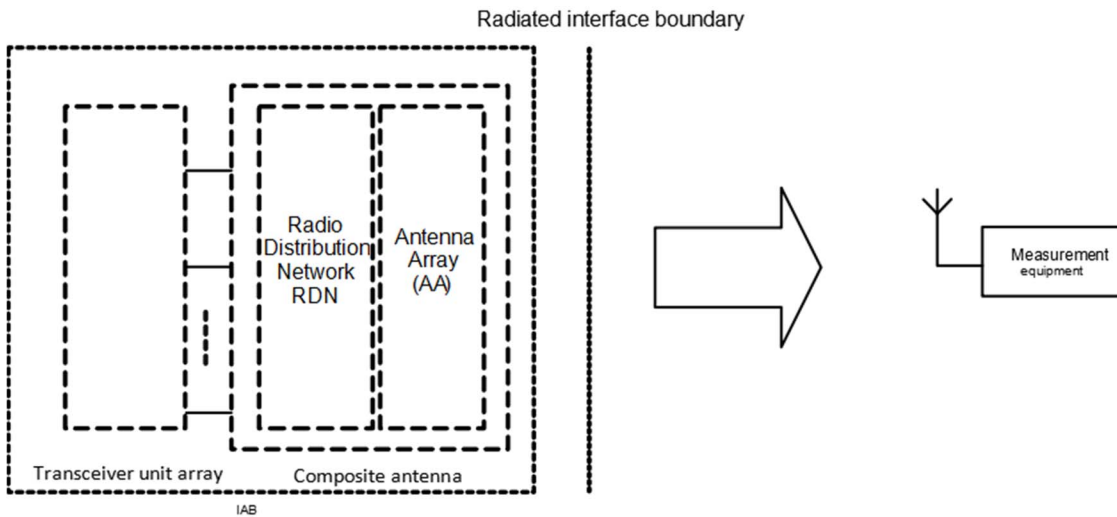 Radiated interface boundary
Radio
Distribution
Network
RDN
Antenna
Array
(AA)
Measurement
equipment
Transceiver unit array
Composite antenna
IAB